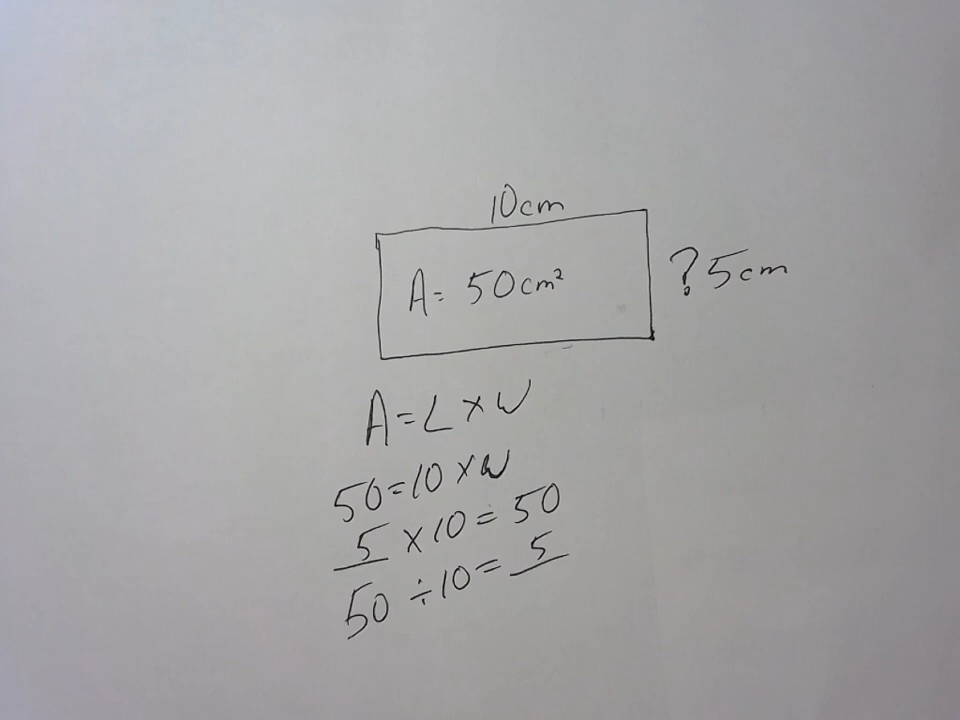 10cm
A= 50cm² ? 5cm
A=L×W
50=10×W
5 × 10 = 50
50 ÷10= 5